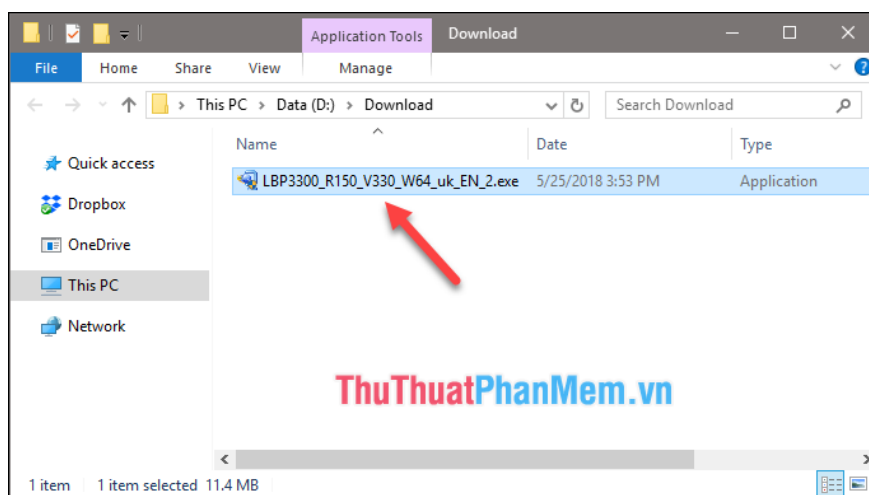 Application Tools Download
File Home Share View Manage
This PC > Data (D:) > Download Search Download
Name Date Type
Quick access
LBP3300_R150_V330_W64_uk_EN_2.exe 5/25/2018 3:53 PM Application
Dropbox
OneDrive
This PC
Network
ThuThuatPhanMem.vn
1 item 1 item selected 11.4 MB